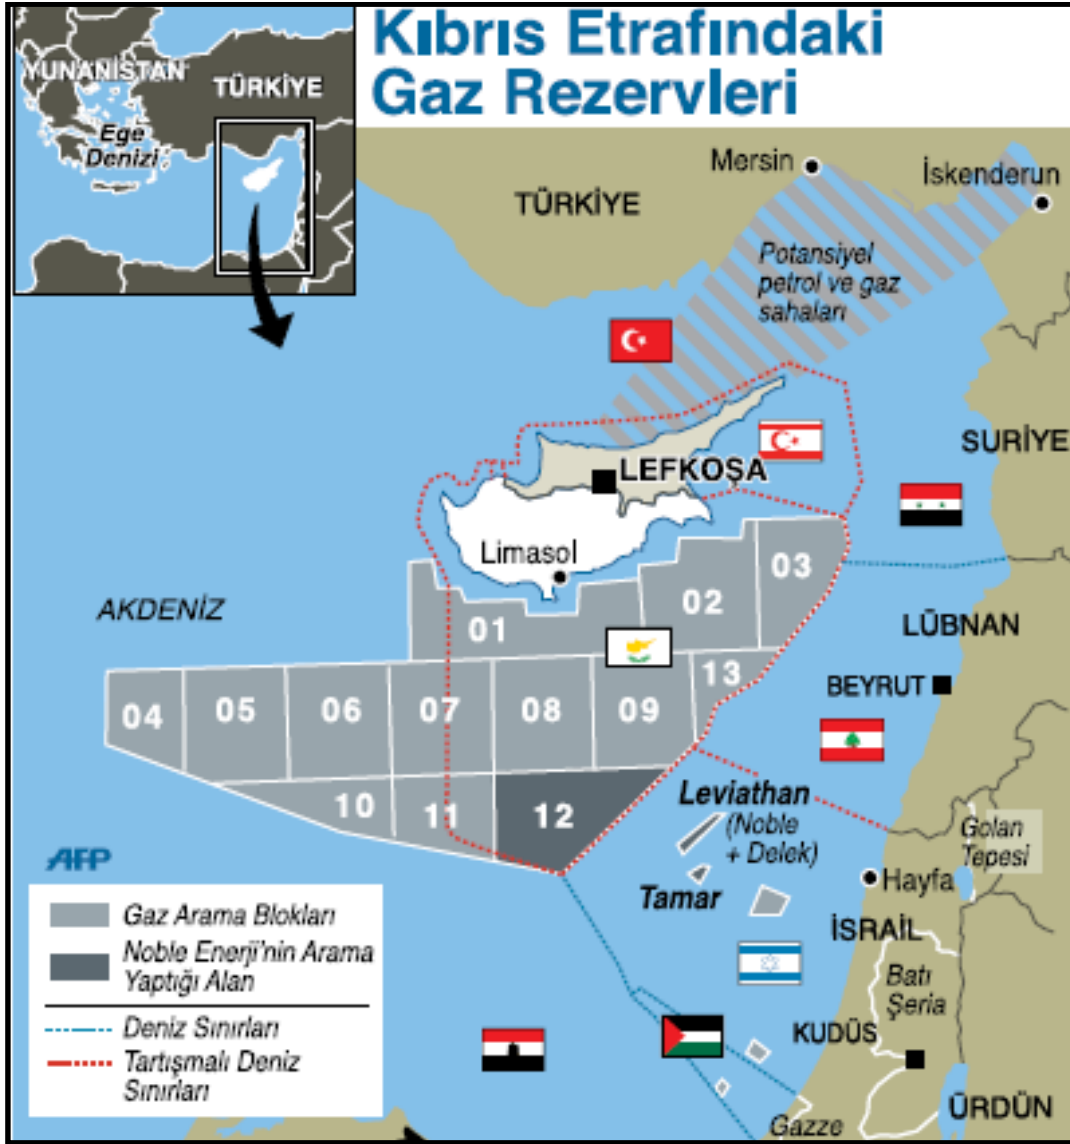 Kıbrıs Etrafındaki
Gaz Rezervleri
YUNANİSTAN
TÜRKİYE
Ege
Denizi
Mersin
İskenderun
TÜRKİYE
Potansiyel
petrol ve gaz
sahaları
SURİYE
LEFKOŞA
Limasol
03
02
01
AKDENİZ
LÜBNAN
13
BEYRUT
04
05
06
07
08
09
10
11
12
Leviathan
(Noble
+ Delek)
Golan
Tepesi
Tamar
Hayfa
İSRAİL
AFP
Gaz Arama Blokları
Noble Enerji'nin Arama
Yaptığı Alan
Deniz Sınırları
Tartışmalı Deniz
Sınırları
Batı
Şeria
KUDÜS
ÜRDÜN
Gazze